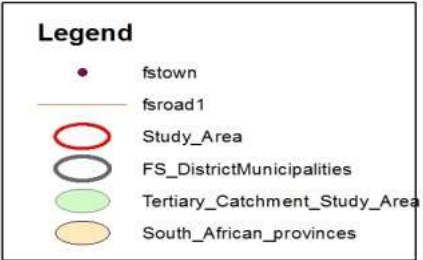 Legend
fstown
fsroad1
Study_Area
FS_DistrictMunicipalities
Tertiary_Catchment_Study_Area
South_African_provinces